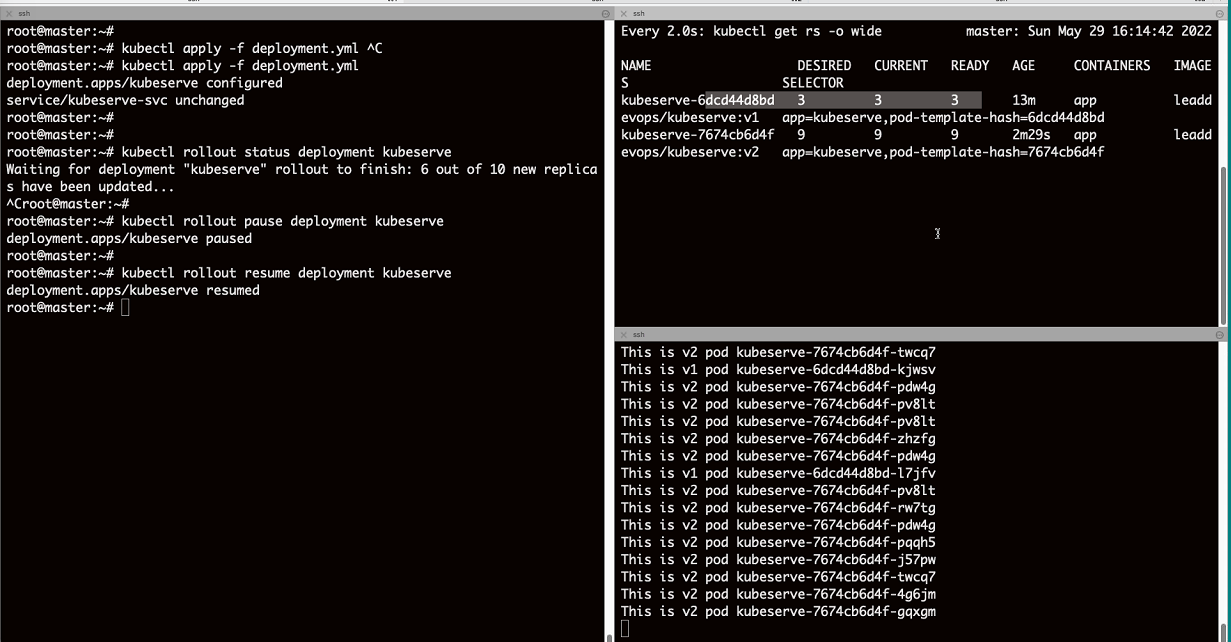 ssh
root@master:~#
root@master:~# kubectl apply -f deployment.yml ^C
root@master:~# kubectl apply -f deployment.yml
deployment.apps/kubeserve configured
service/kubeserve-svc unchanged
root@master:~#
root@master:~#
root@master:~# kubectl rollout status deployment kubeserve
Waiting for deployment "kubeserve" rollout to finish: 6 out of 10 new replica
s have been updated...
^Croot@master:~#
root@master:~# kubectl rollout pause deployment kubeserve
deployment.apps/kubeserve paused
root@master:~#
root@master:~# kubectl rollout resume deployment kubeserve
deployment.apps/kubeserve resumed
root@master:~#
ssh
Every 2.0s: kubectl get rs -o wide master: Sun May 29 16:14:42 2022
NAME DESIRED CURRENT READY AGE CONTAINERS IMAGE
S SELECTOR
kubeserve-6dcd44d8bd 3 3 3 13m app leadd
evops/kubeserve:v1 app=kubeserve,pod-template-hash=6dcd44d8bd
kubeserve-7674cb6d4f 9 9 9 2m29s app leadd
evops/kubeserve:v2 app=kubeserve,pod-template-hash=7674cb6d4f
ssh
This is v2 pod kubeserve-7674cb6d4f-twcq7
This is v1 pod kubeserve-6dcd44d8bd-kjwsv
This is v2 pod kubeserve-7674cb6d4f-pdw4g
This is v2 pod kubeserve-7674cb6d4f-pv8lt
This is v2 pod kubeserve-7674cb6d4f-pv8lt
This is v2 pod kubeserve-7674cb6d4f-zhzfg
This is v2 pod kubeserve-7674cb6d4f-pdw4g
This is v1 pod kubeserve-6dcd44d8bd-l7jfv
This is v2 pod kubeserve-7674cb6d4f-pv8lt
This is v2 pod kubeserve-7674cb6d4f-rw7tg
This is v2 pod kubeserve-7674cb6d4f-pdw4g
This is v2 pod kubeserve-7674cb6d4f-pqqh5
This is v2 pod kubeserve-7674cb6d4f-j57pw
This is v2 pod kubeserve-7674cb6d4f-twcq7
This is v2 pod kubeserve-7674cb6d4f-4g6jm
This is v2 pod kubeserve-7674cb6d4f-gqxgm